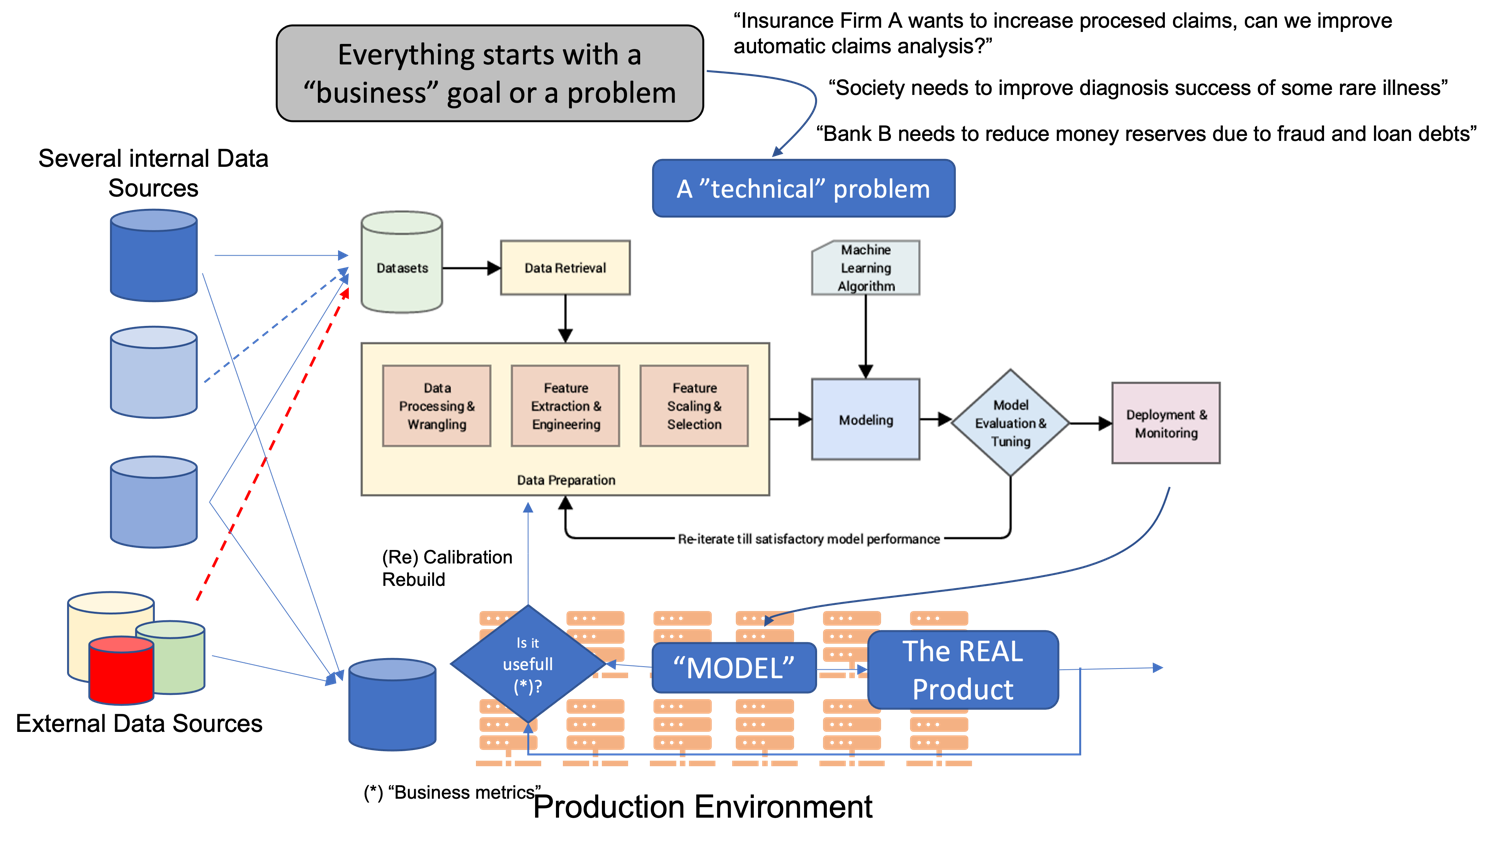 Everything starts with a
“business” goal or a problem
“Insurance Firm A wants to increase procesed claims, can we improve
automatic claims analysis?”
“Society needs to improve diagnosis success of some rare illness”
“Bank B needs to reduce money reserves due to fraud and loan debts”
A ”technical” problem
Several internal Data
Sources
Datasets
Data Retrieval
Machine
Learning
Algorithm
Data
Processing &
Wrangling
Feature
Extraction &
Engineering
Feature
Scaling &
Selection
Data Preparation
Modeling
Model
Evaluation &
Tuning
Deployment &
Monitoring
Re-iterate till satisfactory model performance
(Re) Calibration
Rebuild
Is it
usefull
(*)?
“MODEL”
The REAL
Product
External Data Sources
(*) “Business metrics”
Production Environment